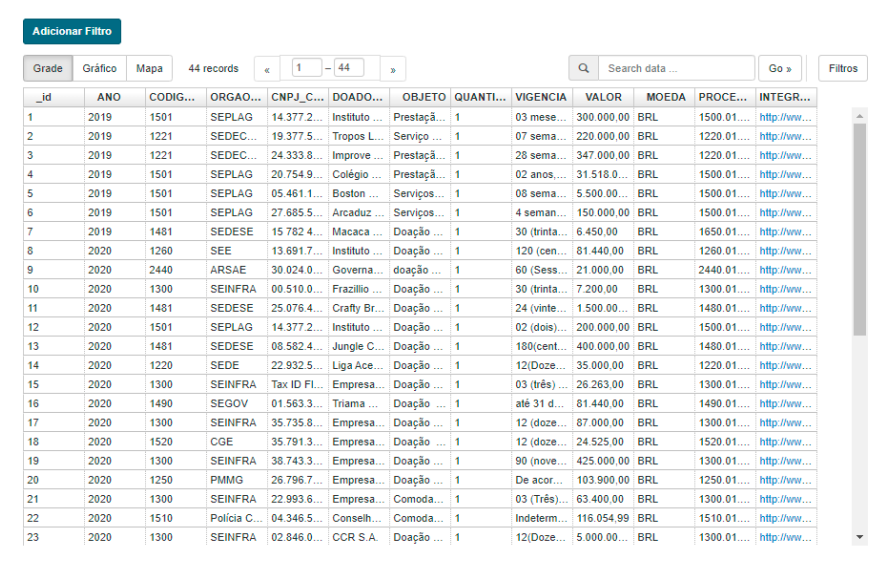 Adicionar Filtro
Grade Gráfico Mapa 44 records « 1 – 44 » Search data ... Go » Filtros
_id ANO CODIG... ORGAO... CNPJ_C... DOADO... OBJETO QUANTI... VIGENCIA VALOR MOEDA PROCE... INTEGR...
1 2019 1501 SEPLAG 14.377.2... Instituto ... Prestaçã... 1 03 mese... 300.000,00 BRL 1500.01.... http://ww...
2 2019 1221 SEDEC... 19.377.5... Tropos L... Serviço ... 1 07 sema... 220.000,00 BRL 1220.01.... http://ww...
3 2019 1221 SEDEC... 24.333.8... Improve ... Prestaçã... 1 28 sema... 347.000,00 BRL 1220.01.... http://ww...
4 2019 1501 SEPLAG 20.754.9... Colégio ... Prestaçã... 1 02 anos,... 31.518.0... BRL 1500.01.... http://ww...
5 2019 1501 SEPLAG 05.461.1... Boston ... Serviços... 1 08 sema... 5.500.00... BRL 1500.01.... http://ww...
6 2019 1501 SEPLAG 27.685.5... Arcaduz ... Serviços... 1 4 seman... 150.000,00 BRL 1500.01.... http://ww...
7 2019 1481 SEDESE 15 782 4... Macaca ... Doação ... 1 30 (trinta... 6.450,00 BRL 1650.01.... http://ww...
8 2020 1260 SEE 13.691.7... Instituto ... Doação ... 1 120 (cen... 81.440,00 BRL 1260.01.... http://ww...
9 2020 2440 ARSAE 30.024.0... Governa... doação ... 1 60 (Sess... 21.000,00 BRL 2440.01.... http://ww...
10 2020 1300 SEINFRA 00.510.0... Frazillio ... Doação ... 1 30 (trinta... 7.200,00 BRL 1300.01.... http://ww...
11 2020 1481 SEDESE 25.076.4... Crafty Br... Doação ... 1 24 (vinte... 1.500.00... BRL 1480.01.... http://ww...
12 2020 1501 SEPLAG 14.377.2... Instituto ... Doação ... 1 02 (dois)... 200.000,00 BRL 1500.01.... http://ww...
13 2020 1481 SEDESE 08.582.4... Jungle C... Doação ... 1 180(cent... 400.000,00 BRL 1480.01.... http://ww...
14 2020 1220 SEDE 22.932.5... Liga Ace... Doação ... 1 12(Doze... 35.000,00 BRL 1220.01.... http://ww...
15 2020 1300 SEINFRA Tax ID FI... Empresa... Doação ... 1 03 (três) ... 26.263,00 BRL 1300.01.... http://ww...
16 2020 1490 SEGOV 01.563.3... Triama ... Doação ... 1 até 31 d... 81.440,00 BRL 1490.01.... http://ww...
17 2020 1300 SEINFRA 35.735.8... Empresa... Doação ... 1 12 (doze... 87.000,00 BRL 1300.01.... http://ww...
18 2020 1520 CGE 35.791.3... Empresa... Doação ... 1 12 (doze... 24.525,00 BRL 1520.01.... http://ww...
19 2020 1300 SEINFRA 38.743.3... Empresa... Doação ... 1 90 (nove... 425.000,00 BRL 1300.01.... http://ww...
20 2020 1250 PMMG 26.796.7... Empresa... Doação ... 1 De acor... 103.900,00 BRL 1250.01.... http://ww...
21 2020 1300 SEINFRA 22.993.6... Empresa... Comoda... 1 03 (Três)... 63.400,00 BRL 1300.01.... http://ww...
22 2020 1510 Polícia C... 04.346.5... Conselh... Comoda... 1 Indeterm... 116.054,99 BRL 1510.01.... http://ww...
23 2020 1300 SEINFRA 02.846.0... CCR S.A. Doação ... 1 12(Doze... 5.000.00... BRL 1300.01.... http://ww...